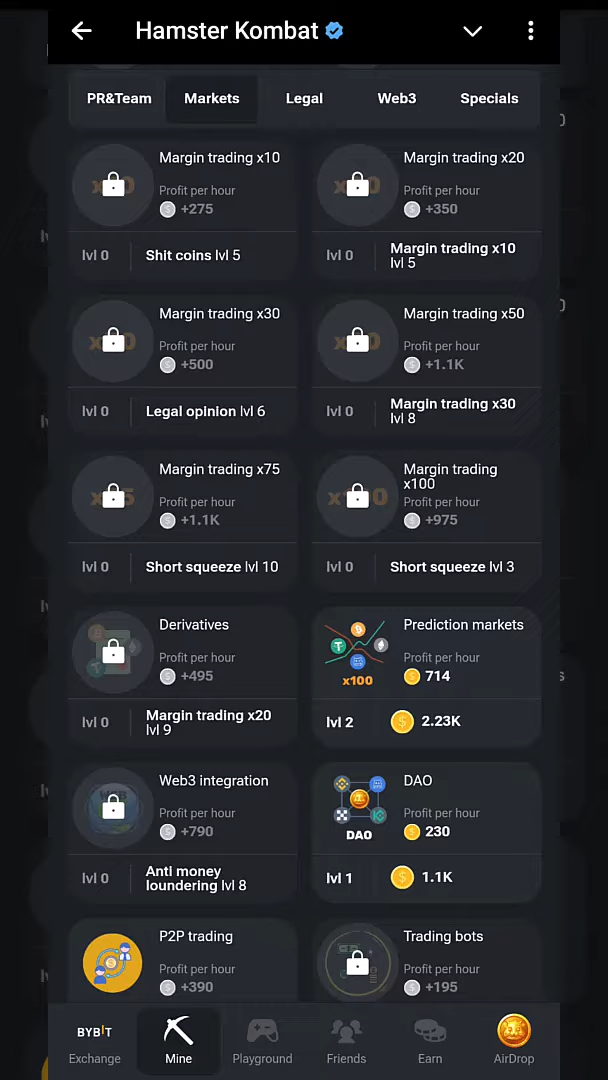 Hamster Kombat
PR&Team Markets Legal Web3 Specials
Margin trading x10
Profit per hour
+275
lvl 0 Shit coins lvl 5
Margin trading x20
Profit per hour
+350
lvl 0 Margin trading x10
lvl 5
Margin trading x30
Profit per hour
+500
lvl 0 Legal opinion lvl 6
Margin trading x50
Profit per hour
+1.1K
lvl 0 Margin trading x30
lvl 8
Margin trading x75
Profit per hour
+1.1K
lvl 0 Short squeeze lvl 10
Margin trading
x100
Profit per hour
+975
lvl 0 Short squeeze lvl 3
Derivatives
Profit per hour
+495
lvl 0 Margin trading x20
lvl 9
Prediction markets
x100
Profit per hour
714
lvl 2 2.23K
Web3 integration
Profit per hour
+790
lvl 0 Anti money
loundering lvl 8
DAO
DAO
Profit per hour
230
lvl 1 1.1K
P2P trading
Profit per hour
+390
Trading bots
Profit per hour
+195
BYBIT
Exchange Mine Playground Friends Earn AirDrop